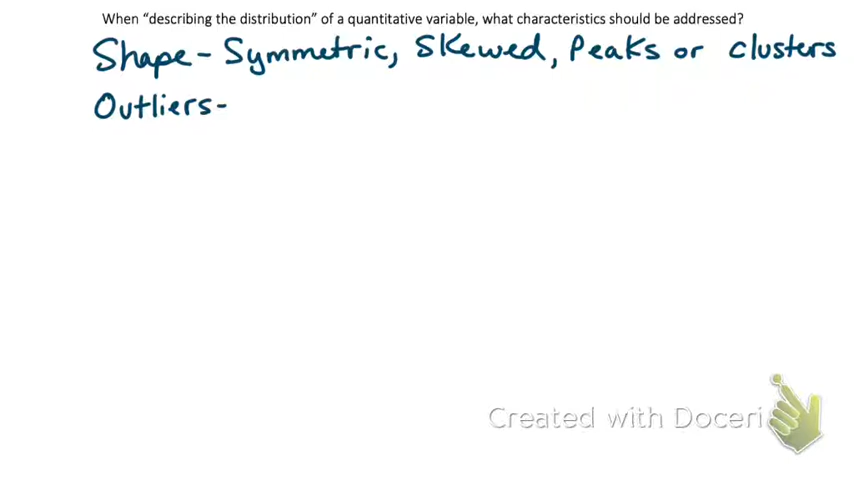 When “describing the distribution” of a quantitative variable, what characteristics should be addressed?
Shape - Symmetric, Skewed, Peaks or clusters
Outliers -
Created with Doceri